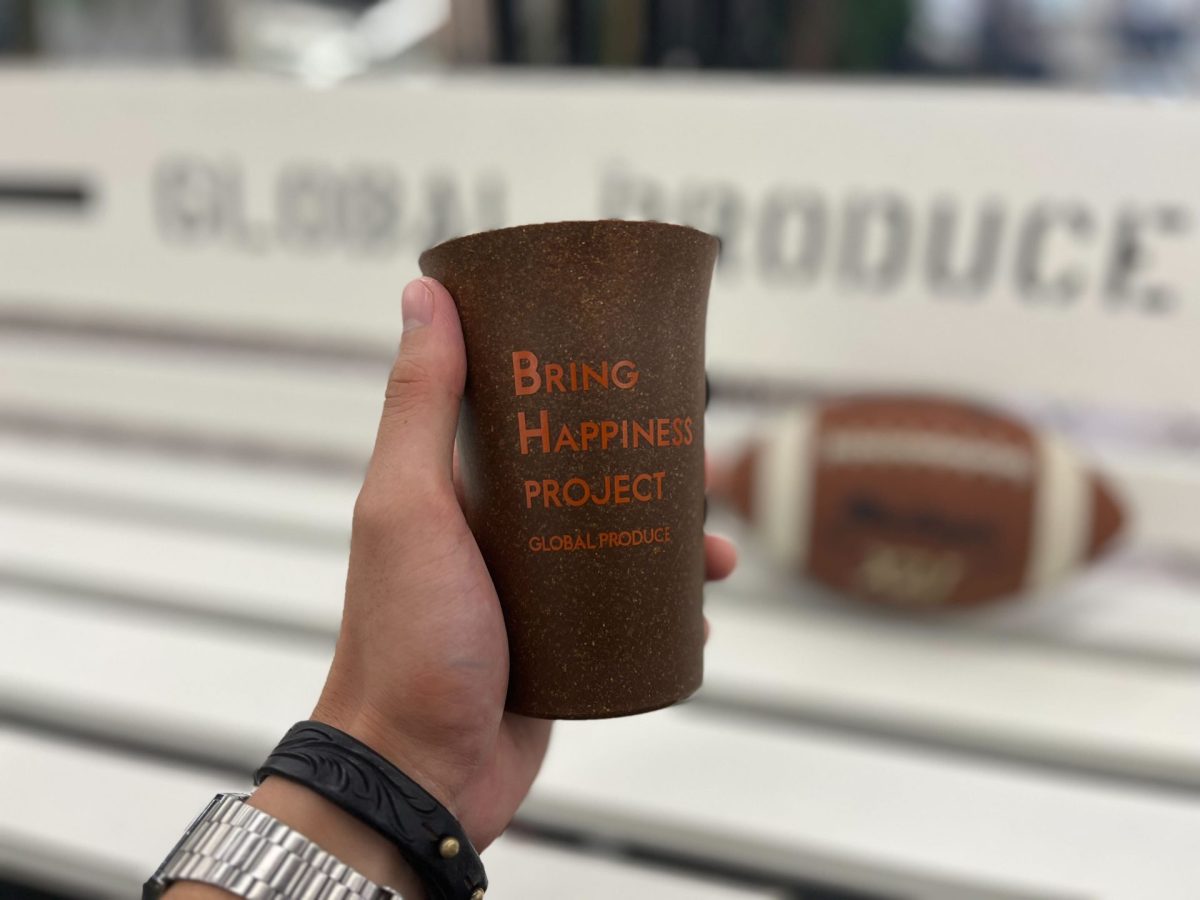 GLOBAL PRODUCE
BRING
HAPPINESS
PROJECT
GLOBAL PRODUCE